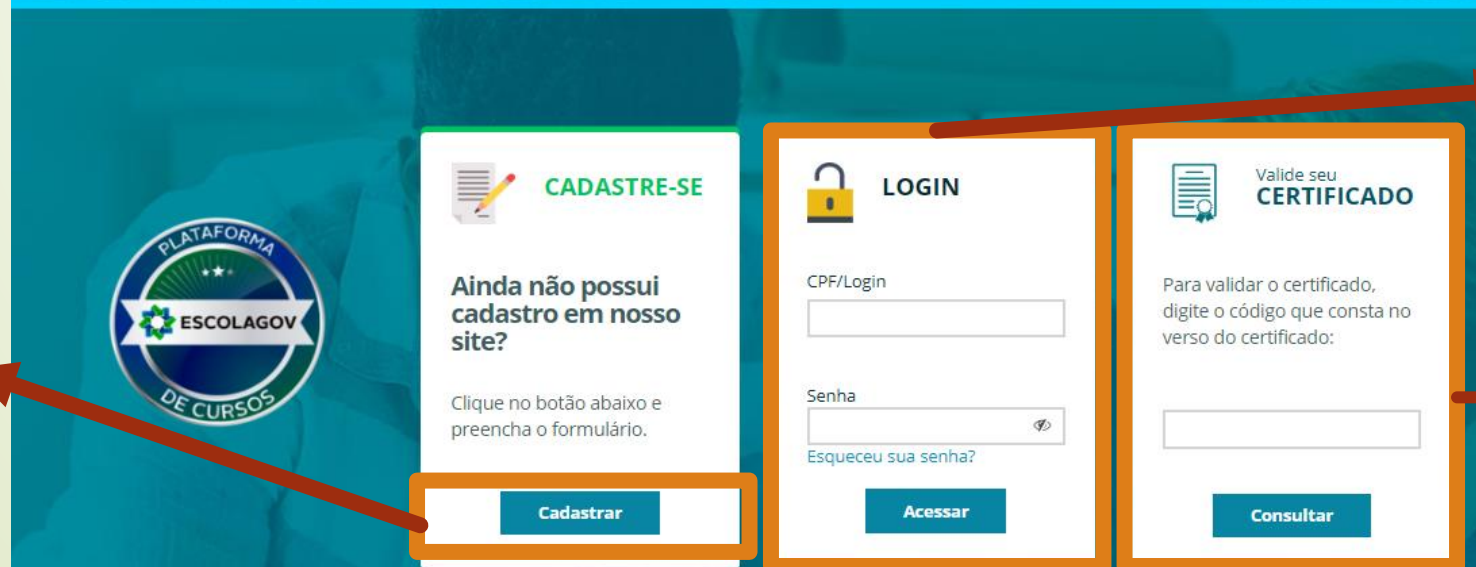 PLATAFORMA
ESCOLAGOV
DE CURSOS
CADASTRE-SE
Ainda não possui
cadastro em nosso
site?
Clique no botão abaixo e
preencha o formulário.
Cadastrar
LOGIN
CPF/Login
Senha
Esqueceu sua senha?
Acessar
Valide seu
CERTIFICADO
Para validar o certificado,
digite o código que consta no
verso do certificado:
Consultar